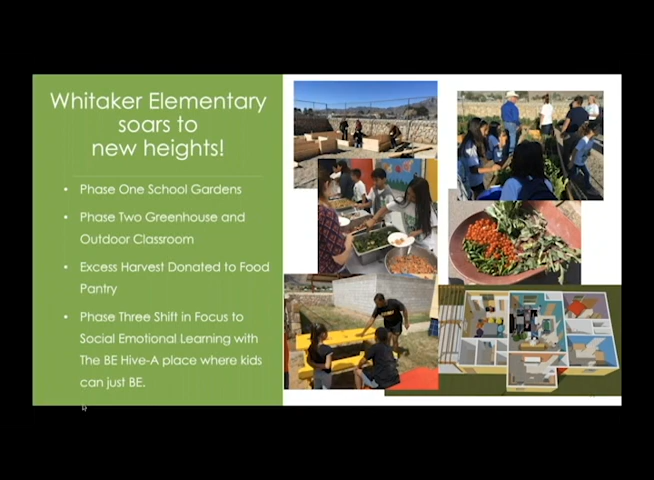 Whitaker Elementary
soars to
new heights!
• Phase One School Gardens
• Phase Two Greenhouse and
Outdoor Classroom
• Excess Harvest Donated to Food
Pantry
• Phase Three Shift in Focus to
Social Emotional Learning with
The BE Hive-A place where kids
can just BE.